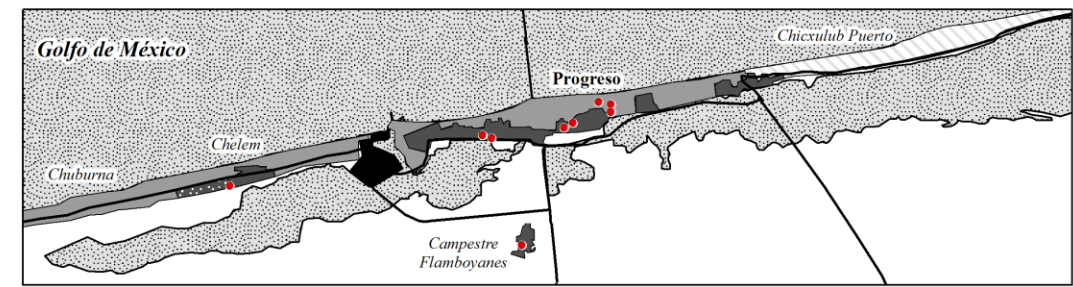 Golfo de México
Chicxulub Puerto
Progreso
Chelem
Chuburna
Campestre
Flamboyanes